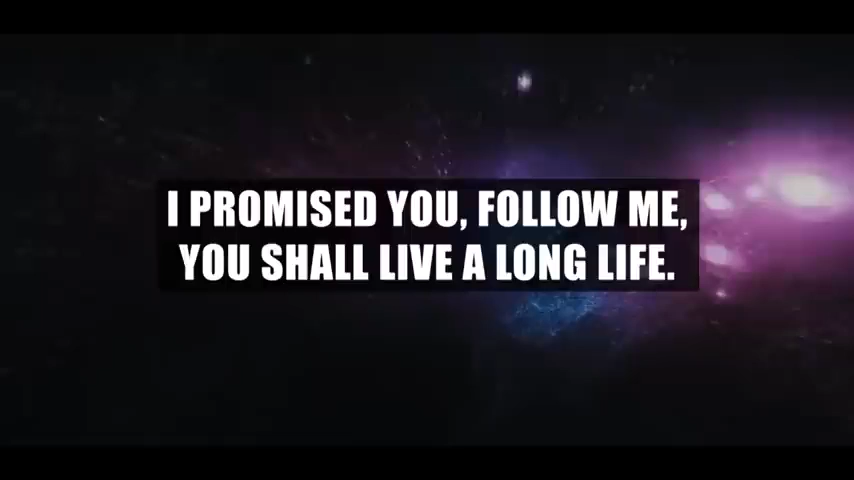 I PROMISED YOU, FOLLOW ME,
YOU SHALL LIVE A LONG LIFE.